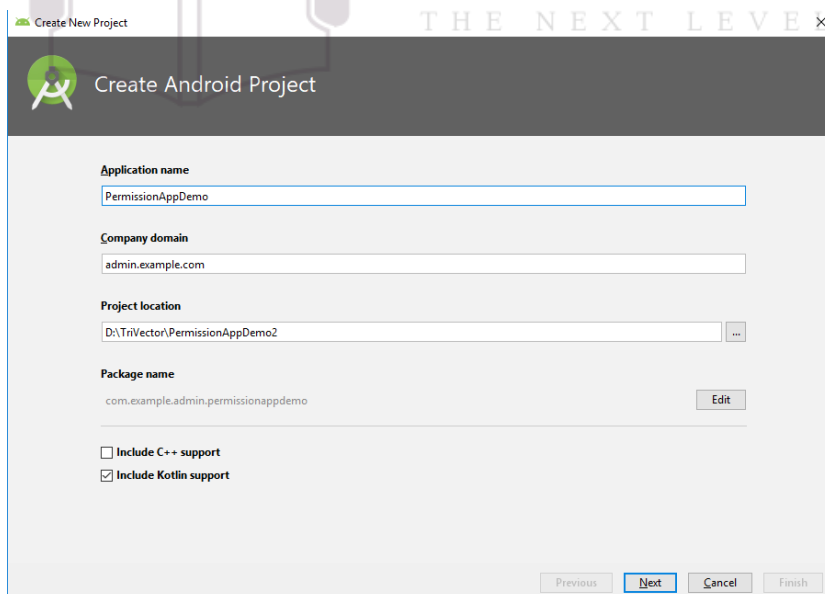 Create New Project
THE NEXT LEVEL
Create Android Project
Application name
PermissionAppDemo
Company domain
admin.example.com
Project location
D:\TriVector\PermissionAppDemo2
...
Package name
com.example.admin.permissionappdemo
Edit
Include C++ support
Include Kotlin support
Previous
Next
Cancel
Finish